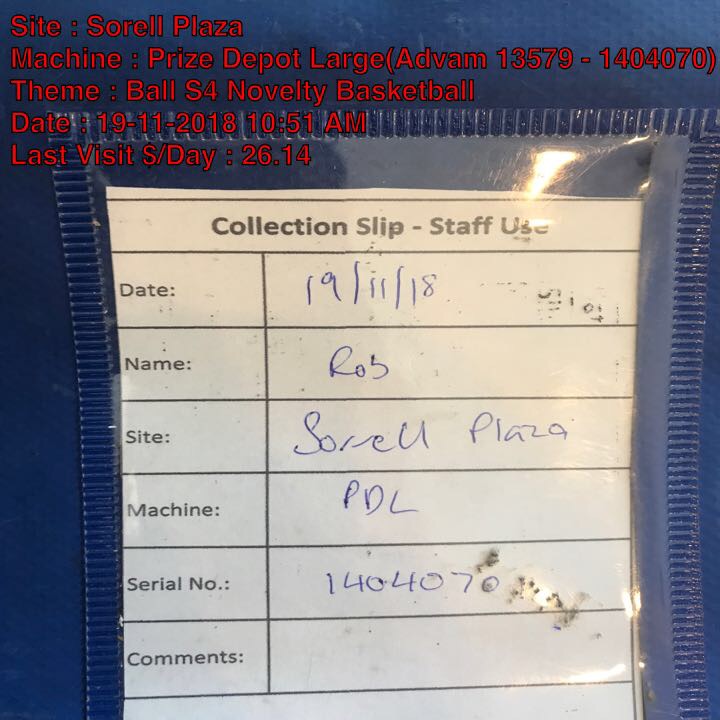 Site : Sorell Plaza
Machine : Prize Depot Large(Advam 13579 - 1404070)
Theme : Ball S4 Novelty Basketball
Date : 19-11-2018 10:51 AM
Last Visit $/Day : 26.14
Collection Slip - Staff Use
Date: 19/11/18
Name: Rob
Site: Sorell Plaza
Machine: PDL
Serial No.: 1404070
Comments: